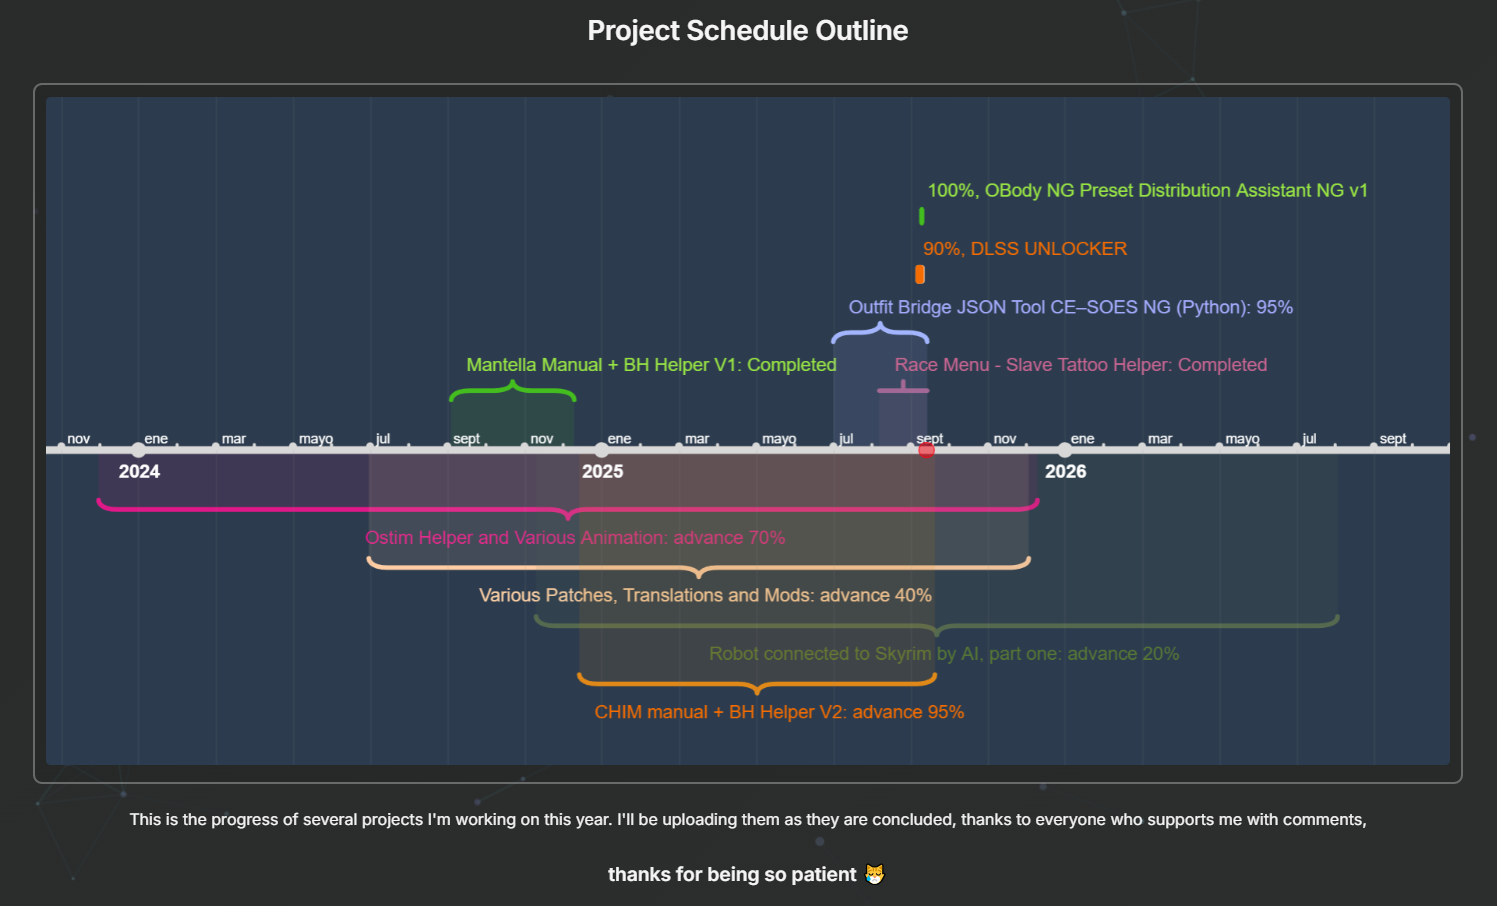 Project Schedule Outline
100%, OBody NG Preset Distribution Assistant NG v1
90%, DLSS UNLOCKER
Outfit Bridge JSON Tool CE–SOES NG (Python): 95%
Mantella Manual + BH Helper V1: Completed
Race Menu - Slave Tattoo Helper: Completed
nov ene mar mayo jul sept nov ene mar mayo jul sept nov ene mar mayo jul sept
2024 2025 2026
Ostim Helper and Various Animation: advance 70%
Various Patches, Translations and Mods: advance 40%
Robot connected to Skyrim by AI, part one: advance 20%
CHIM manual + BH Helper V2: advance 95%
This is the progress of several projects I'm working on this year. I'll be uploading them as they are concluded, thanks to everyone who supports me with comments,
thanks for being so patient 😿